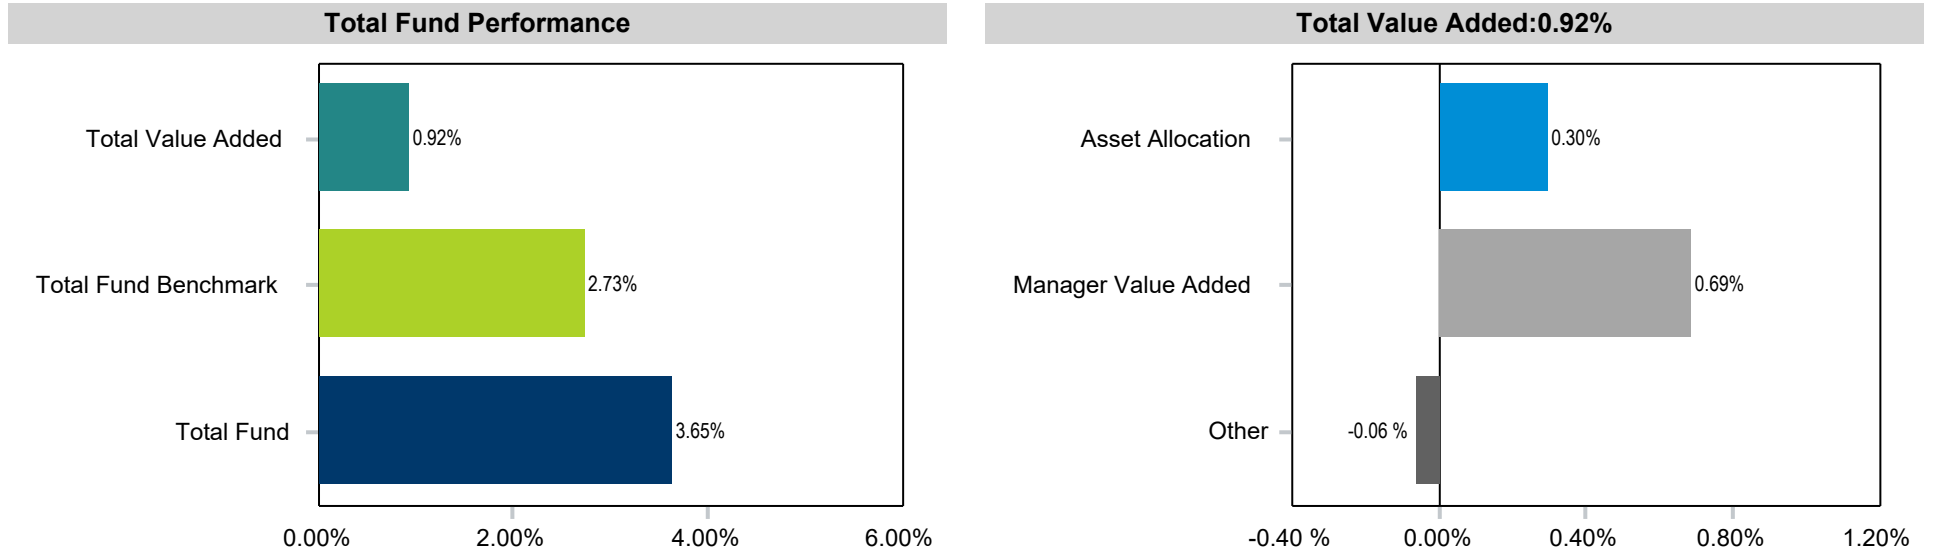 Total Fund Performance
Total Value Added
0.92%
Total Fund Benchmark
2.73%
Total Fund
3.65%
0.00%
2.00%
4.00%
6.00%
Total Value Added:0.92%
Asset Allocation
0.30%
Manager Value Added
0.69%
Other
-0.06 %
-0.40 %
0.00%
0.40%
0.80%
1.20%